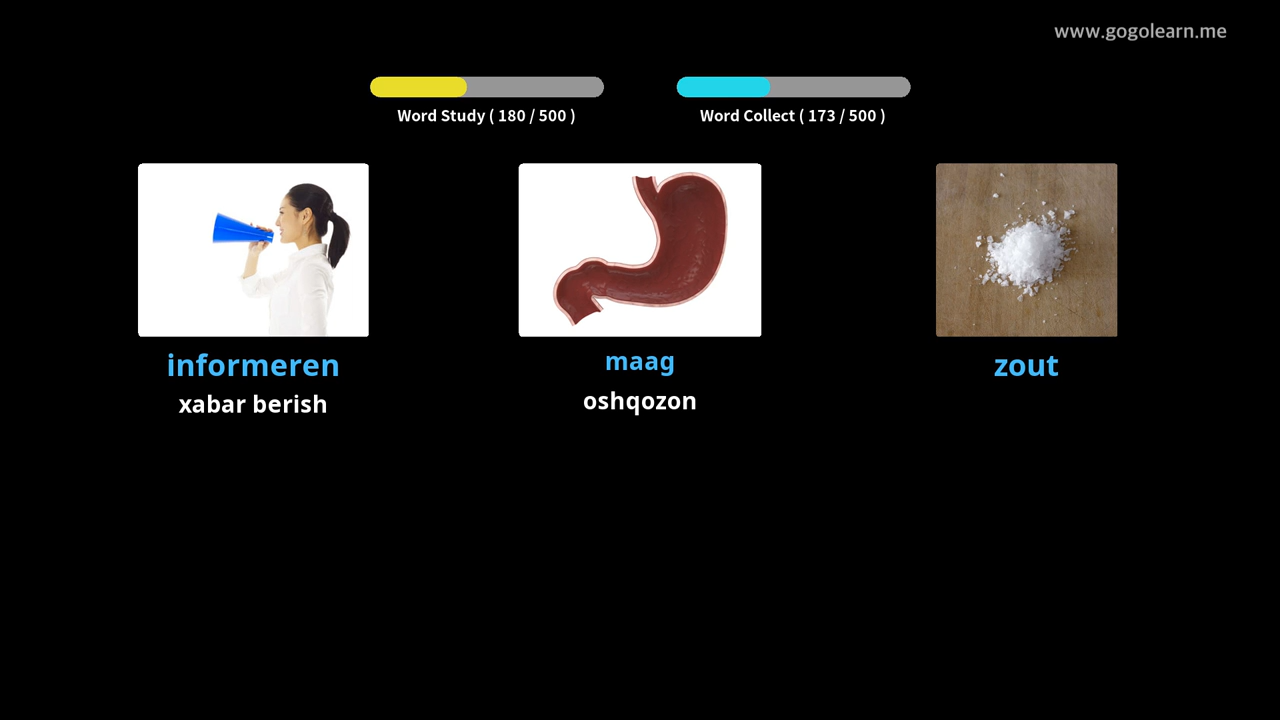 www.gogolearn.me
Word Study ( 180 / 500 )
Word Collect ( 173 / 500 )
informeren
xabar berish
maag
oshqozon
zout